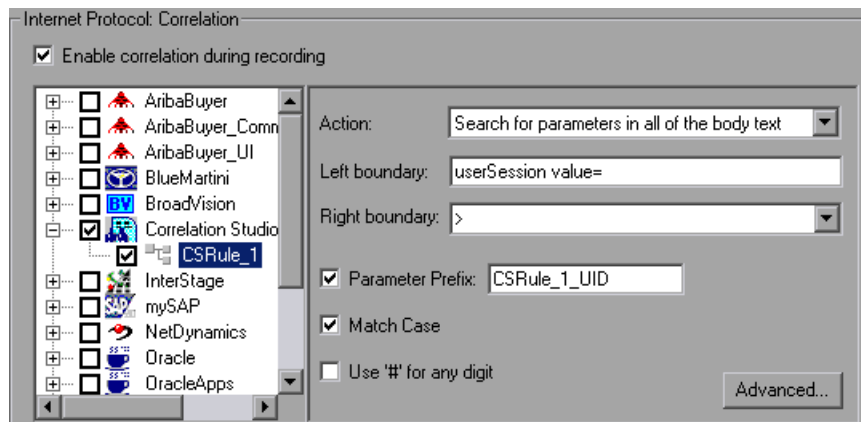 Internet Protocol: Correlation
Enable correlation during recording
AribaBuyer
AribaBuyer_Comn
AribaBuyer_UI
BlueMartini
BV BroadVision
Correlation Studio
CSRule_1
InterStage
SAP mySAP
NetDynamics
Oracle
OracleApps
Action: Search for parameters in all of the body text
Left boundary: userSession value=
Right boundary: >
Parameter Prefix: CSRule_1_UID
Match Case
Use '#' for any digit
Advanced...